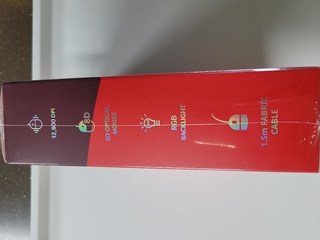 12,800 DPI
8D
8D OPTICAL
MOUSE
RGB
BACKLIGHT
1.5m FABRIC
CABLE